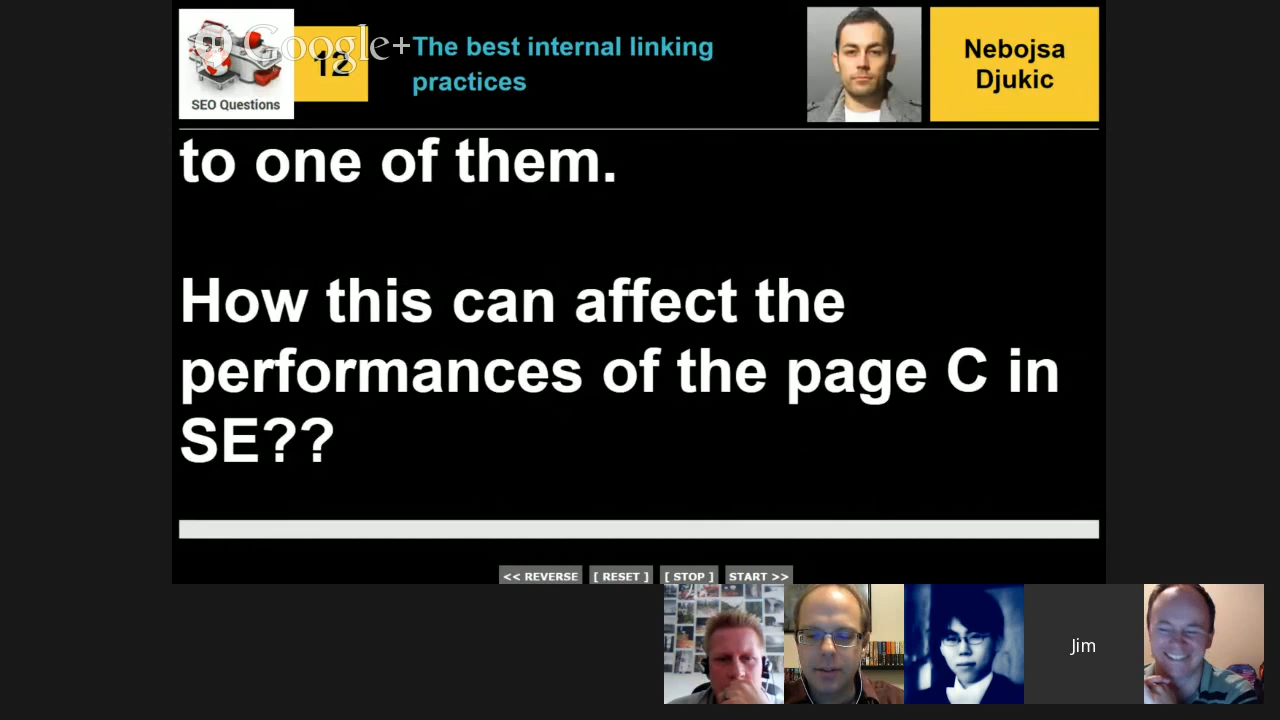 Google+
SEO Questions
12
The best internal linking
practices
Nebojsa
Djukic
to one of them.
How this can affect the
performances of the page C in
SE??
<< REVERSE [ RESET ] [ STOP ] START >>
Jim